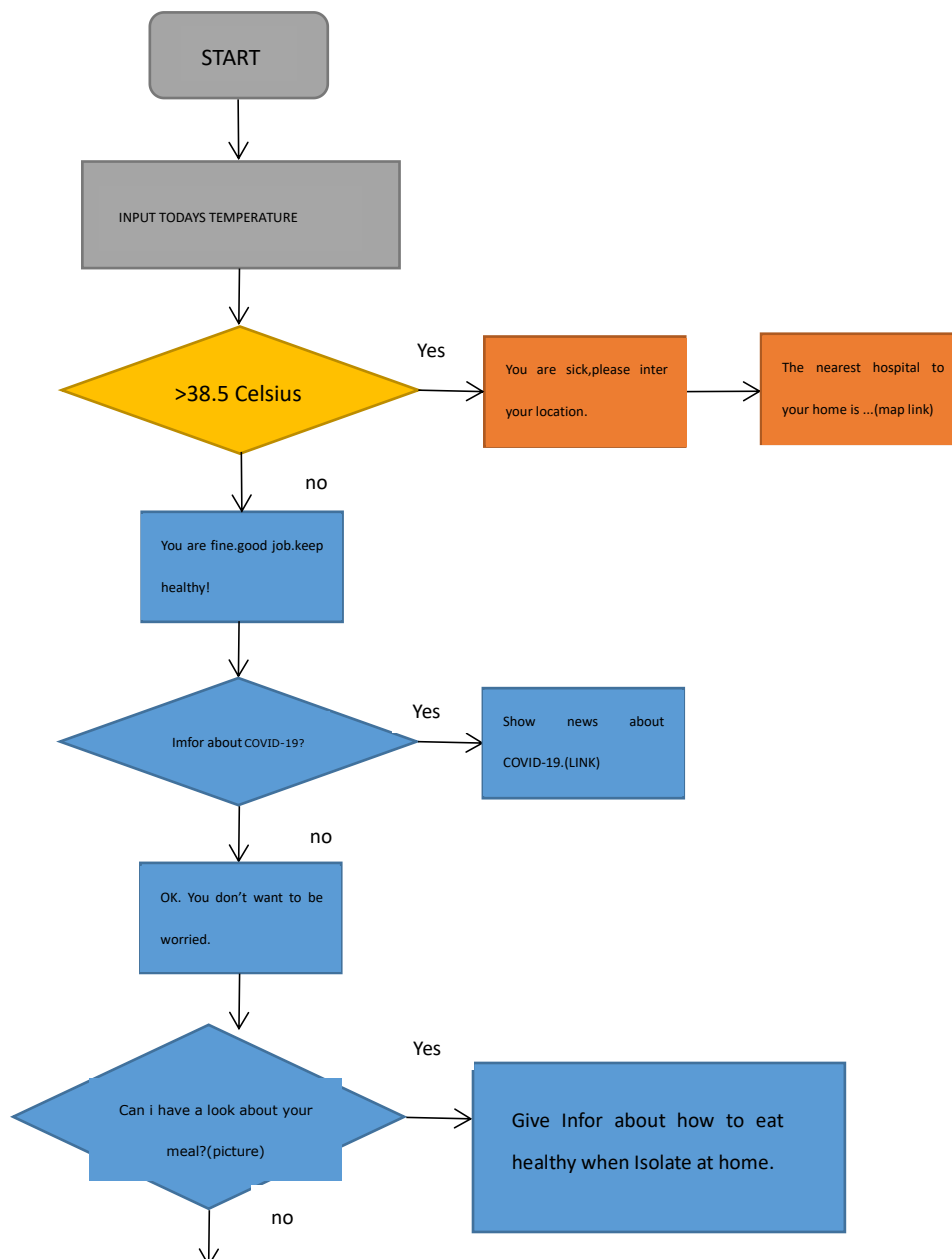 START
INPUT TODAYS TEMPERATURE
>38.5 Celsius
Yes
You are sick,please inter
your location.
The nearest hospital to
your home is ...(map link)
no
You are fine.good job.keep
healthy!
Imfor about COVID-19?
Yes
Show news about
COVID-19.(LINK)
no
OK. You don’t want to be
worried.
Can i have a look about your
meal?(picture)
Yes
Give Infor about how to eat
healthy when Isolate at home.
no